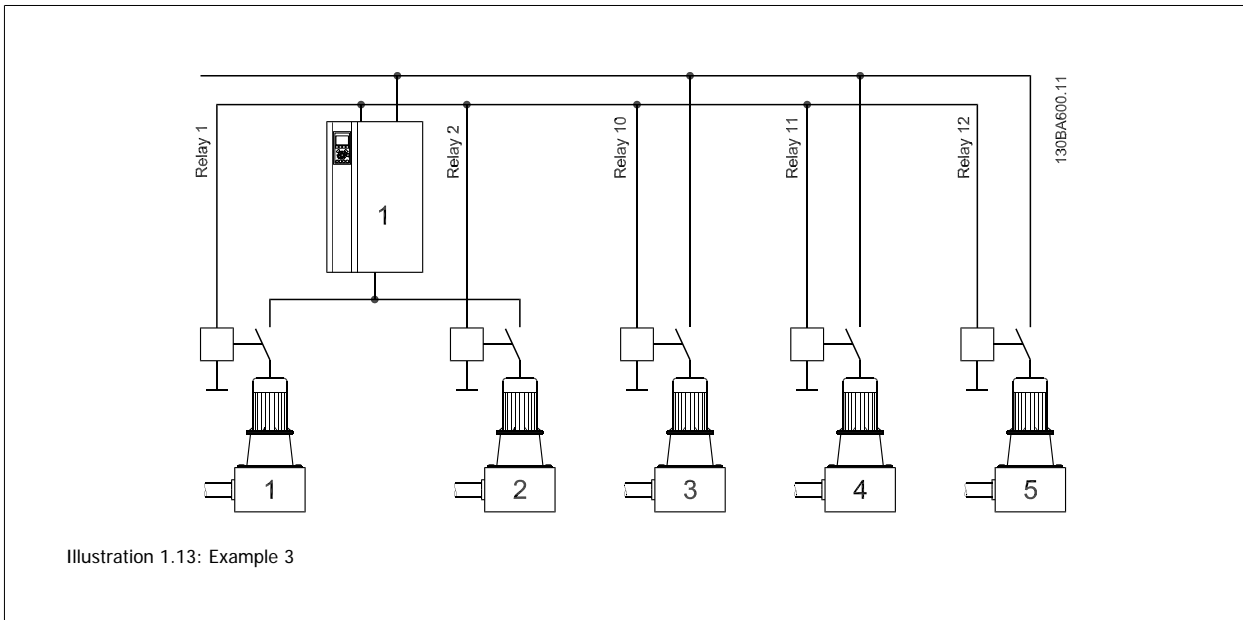 Relay 1
Relay 2
Relay 10
Relay 11
Relay 12
130BA600.11
1
1
2
3
4
5
Illustration 1.13: Example 3